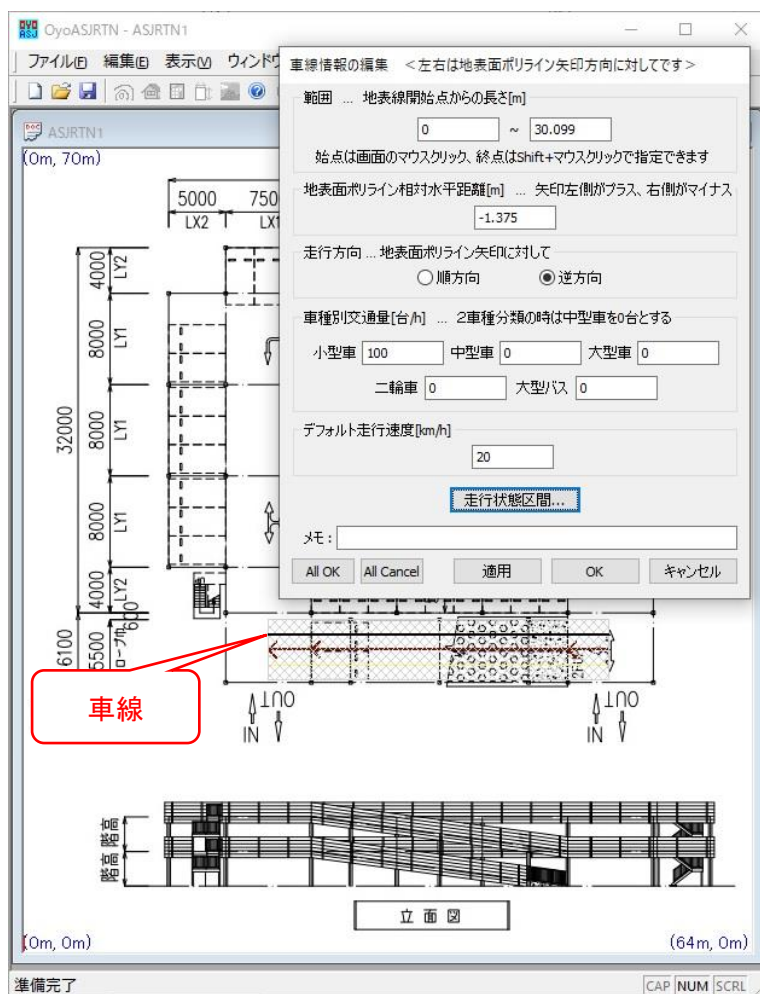 OyoASJRTN - ASJRTN1
ファイル(F) 編集(E) 表示(V) ウィンドウ
ASJRTN1
(0m, 70m)
車線情報の編集 <左右は地表面ポリライン矢印方向に対してです>
範囲 ... 地表線開始点からの長さ[m]
0 ~ 30.099
始点は画面のマウスクリック、終点はShift+マウスクリックで指定できます
地表面ポリライン相対水平距離[m] ... 矢印左側がプラス、右側がマイナス
-1.375
走行方向 ... 地表面ポリライン矢印に対して
順方向 逆方向
車種別交通量[台/h] ... 2車種分類の時は中型車を0台とする
小型車 100 中型車 0 大型車 0
二輪車 0 大型バス 0
デフォルト走行速度[km/h]
20
走行状態区間...
メモ:
All OK All Cancel 適用 OK キャンセル
5000 750
LX2 LX1
4000 LY2
8000 LY1
32000
8000 LY1
8000 LY1
4000 LY2
600
6100
5500
車線
OUT OUT
IN IN
階高 階高
立面図
(0m, 0m) (64m, 0m)
準備完了
CAP NUM SCRL